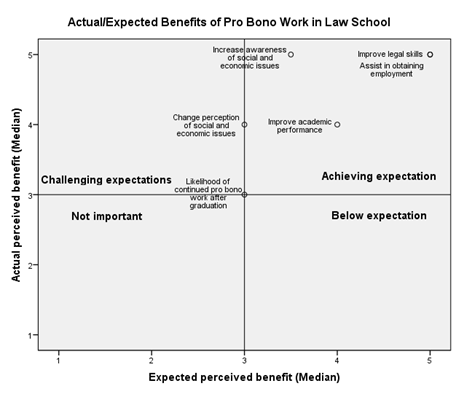 Actual/Expected Benefits of Pro Bono Work in Law School
Actual perceived benefit (Median)
5
4
3
2
1
Increase awareness
of social and
economic issues
Improve legal skills
Assist in obtaining
employment
Change perception
of social and
economic issues
Improve academic
performance
Challenging expectations
Likelihood of
continued pro bono
work after
graduation
Achieving expectation
Not important
Below expectation
1
2
3
4
5
Expected perceived benefit (Median)